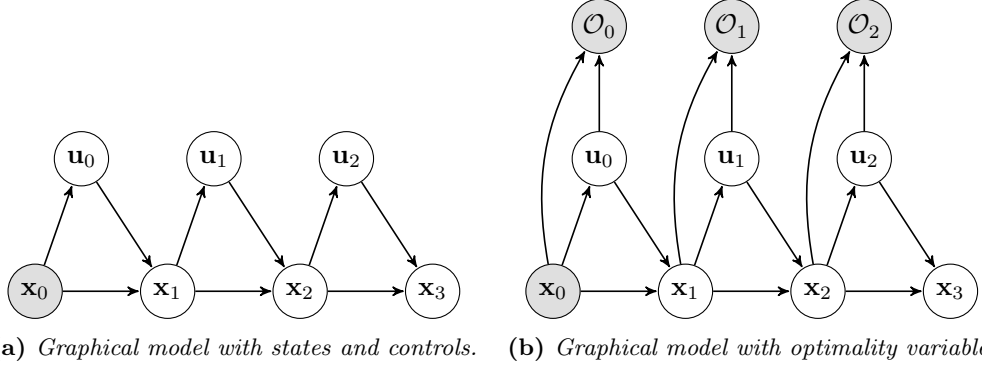 𝒪₀ 𝒪₁ 𝒪₂
u₀ u₁ u₂ u₀ u₁ u₂
x₀ x₁ x₂ x₃ x₀ x₁ x₂ x₃
a) Graphical model with states and controls. (b) Graphical model with optimality variable